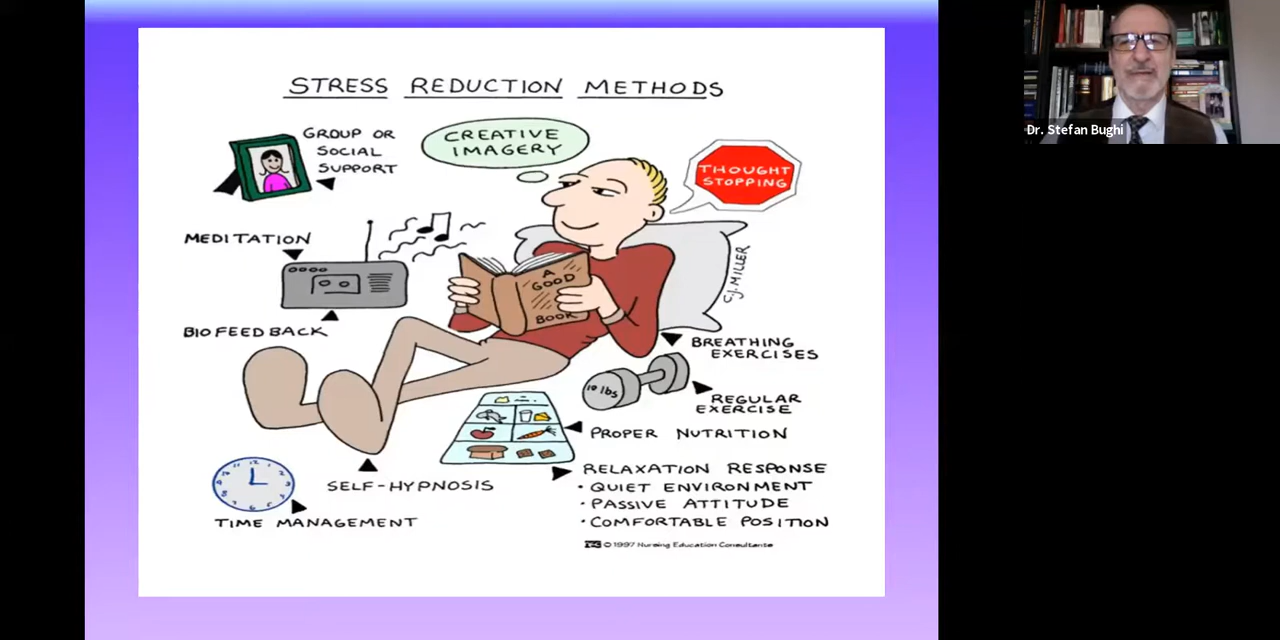 STRESS REDUCTION METHODS
GROUP OR
SOCIAL
SUPPORT
CREATIVE
IMAGERY
THOUGHT
STOPPING
MEDITATION
A
GOOD
BOOK
C.J. MILLER
BIOFEEDBACK
BREATHING
EXERCISES
10 lbs
REGULAR
EXERCISE
PROPER NUTRITION
RELAXATION RESPONSE
• QUIET ENVIRONMENT
• PASSIVE ATTITUDE
• COMFORTABLE POSITION
SELF-HYPNOSIS
TIME MANAGEMENT
© 1997 Nursing Education Consultants
Dr. Stefan Bughi